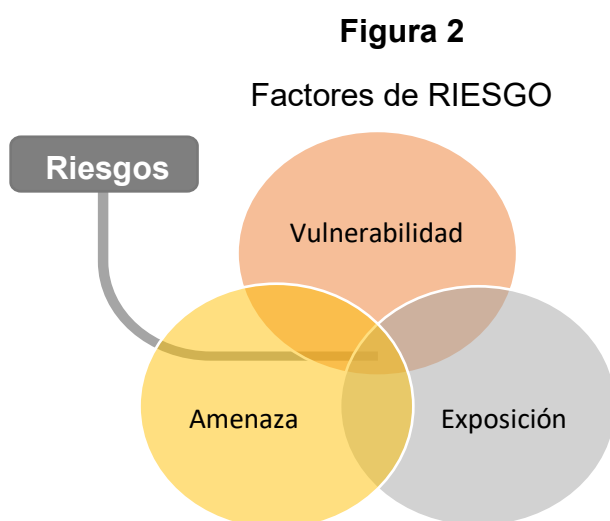 Figura 2
Factores de RIESGO
Riesgos
Vulnerabilidad
Amenaza
Exposición